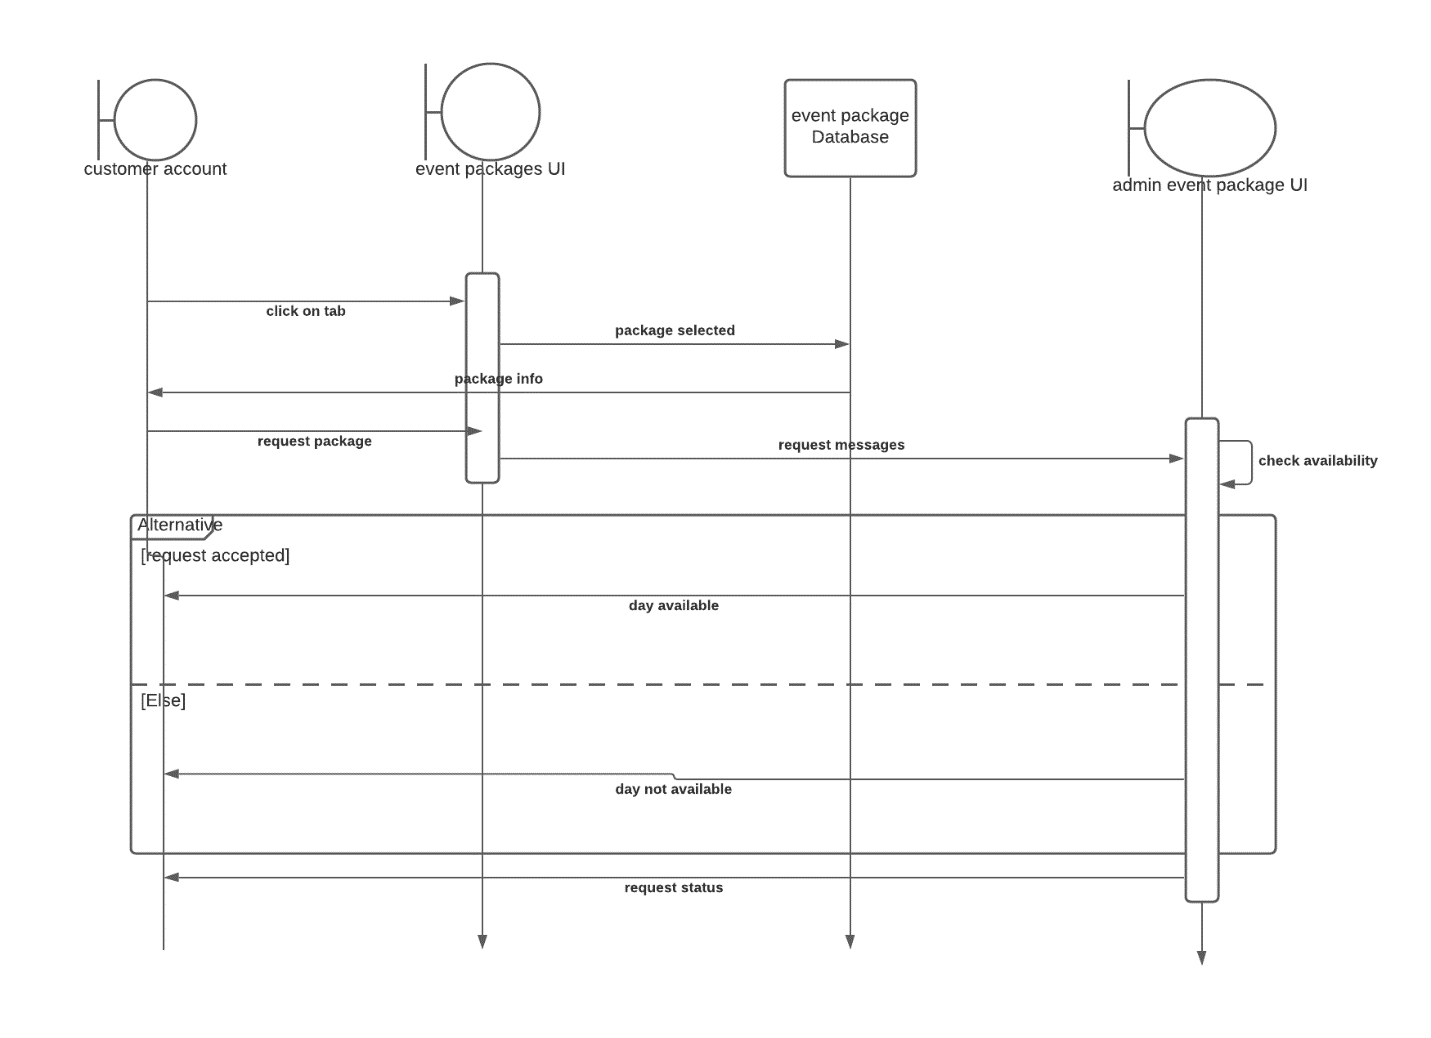 customer account
event packages UI
event package
Database
admin event package UI
click on tab
package selected
package info
request package
request messages
check availability
Alternative
[request accepted]
day available
[Else]
day not available
request status